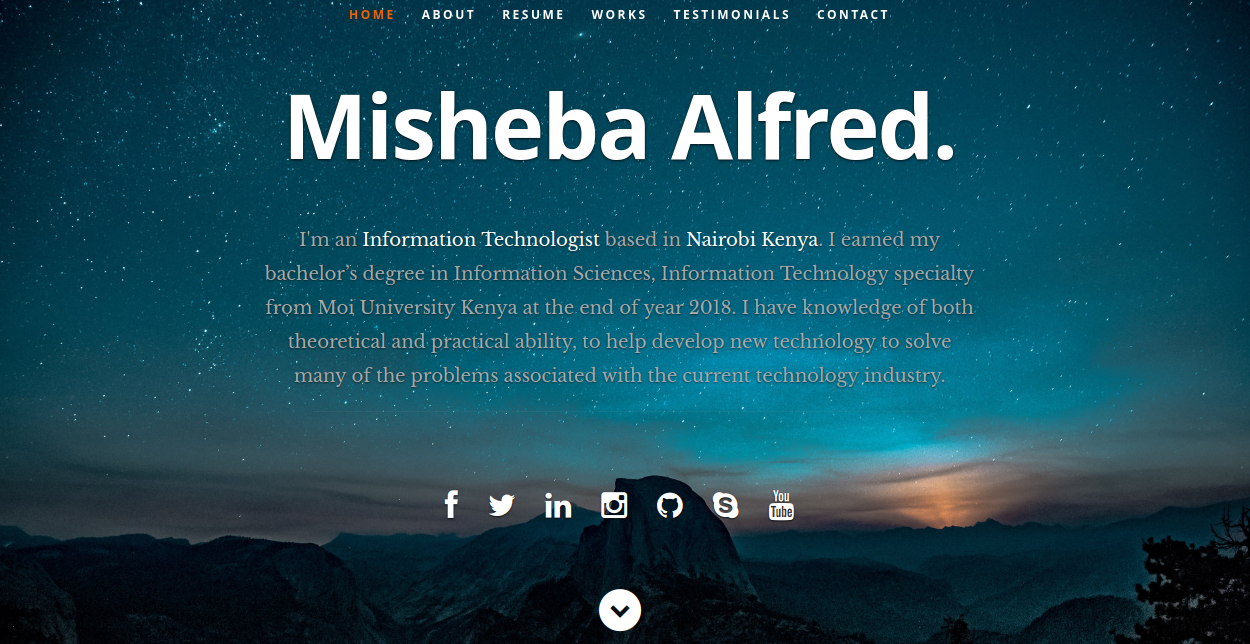 HOME ABOUT RESUME WORKS TESTIMONIALS CONTACT
Misheba Alfred.
I'm an Information Technologist based in Nairobi Kenya. I earned my
bachelor’s degree in Information Sciences, Information Technology specialty
from Moi University Kenya at the end of year 2018. I have knowledge of both
theoretical and practical ability, to help develop new technology to solve
many of the problems associated with the current technology industry.
f in S You
Tube